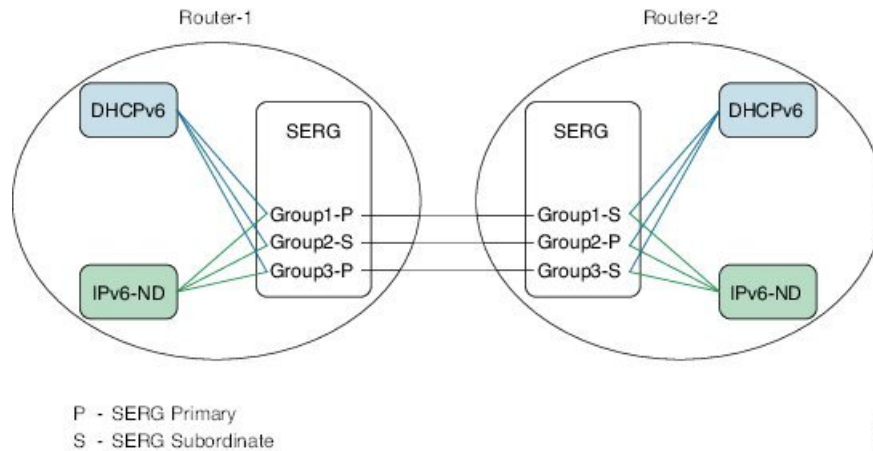 Router-1
Router-2
DHCPv6
SERG
Group1-P
Group2-S
Group3-P
IPv6-ND
SERG
Group1-S
Group2-P
Group3-S
DHCPv6
IPv6-ND
P - SERG Primary
S - SERG Subordinate